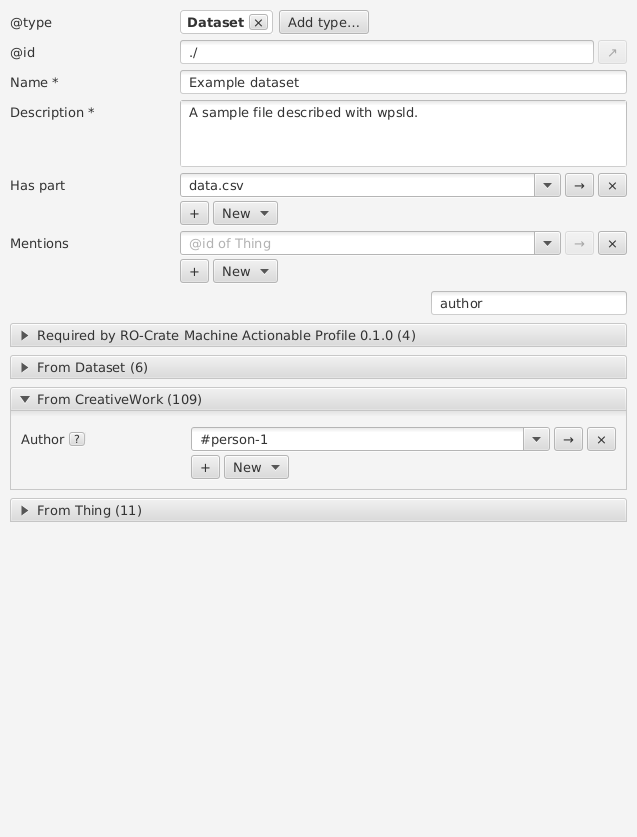 @type Dataset × Add type...
@id ./ ↗
Name * Example dataset
Description * A sample file described with wpsld.
Has part data.csv → ×
+ New
Mentions @id of Thing → ×
+ New
author
Required by RO-Crate Machine Actionable Profile 0.1.0 (4)
From Dataset (6)
From CreativeWork (109)
Author ? #person-1 → ×
+ New
From Thing (11)